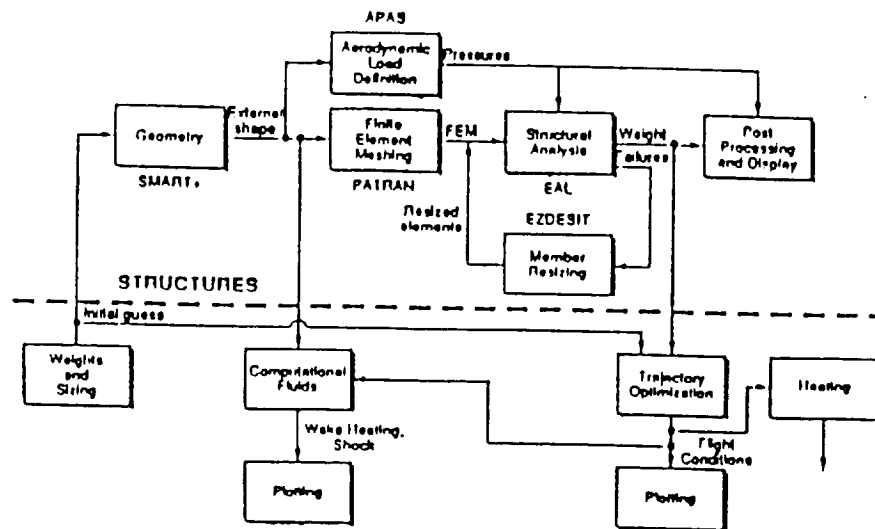 APAS
Aerodynamic
Load
Definition
Pressures
External
shape
Geometry
SMART
Finite
Element
Meshing
PATRAN
FEM
Structural
Analysis
EAL
Weight
Failures
Post
Processing
and Display
Resized
elements
EZDESIT
Member
Resizing
STRUCTURES
Initial guess
Weights
and
Sizing
Computational
Fluids
Trajectory
Optimization
Heating
Wake Heating,
Shock
Flight
Conditions
Plotting
Plotting